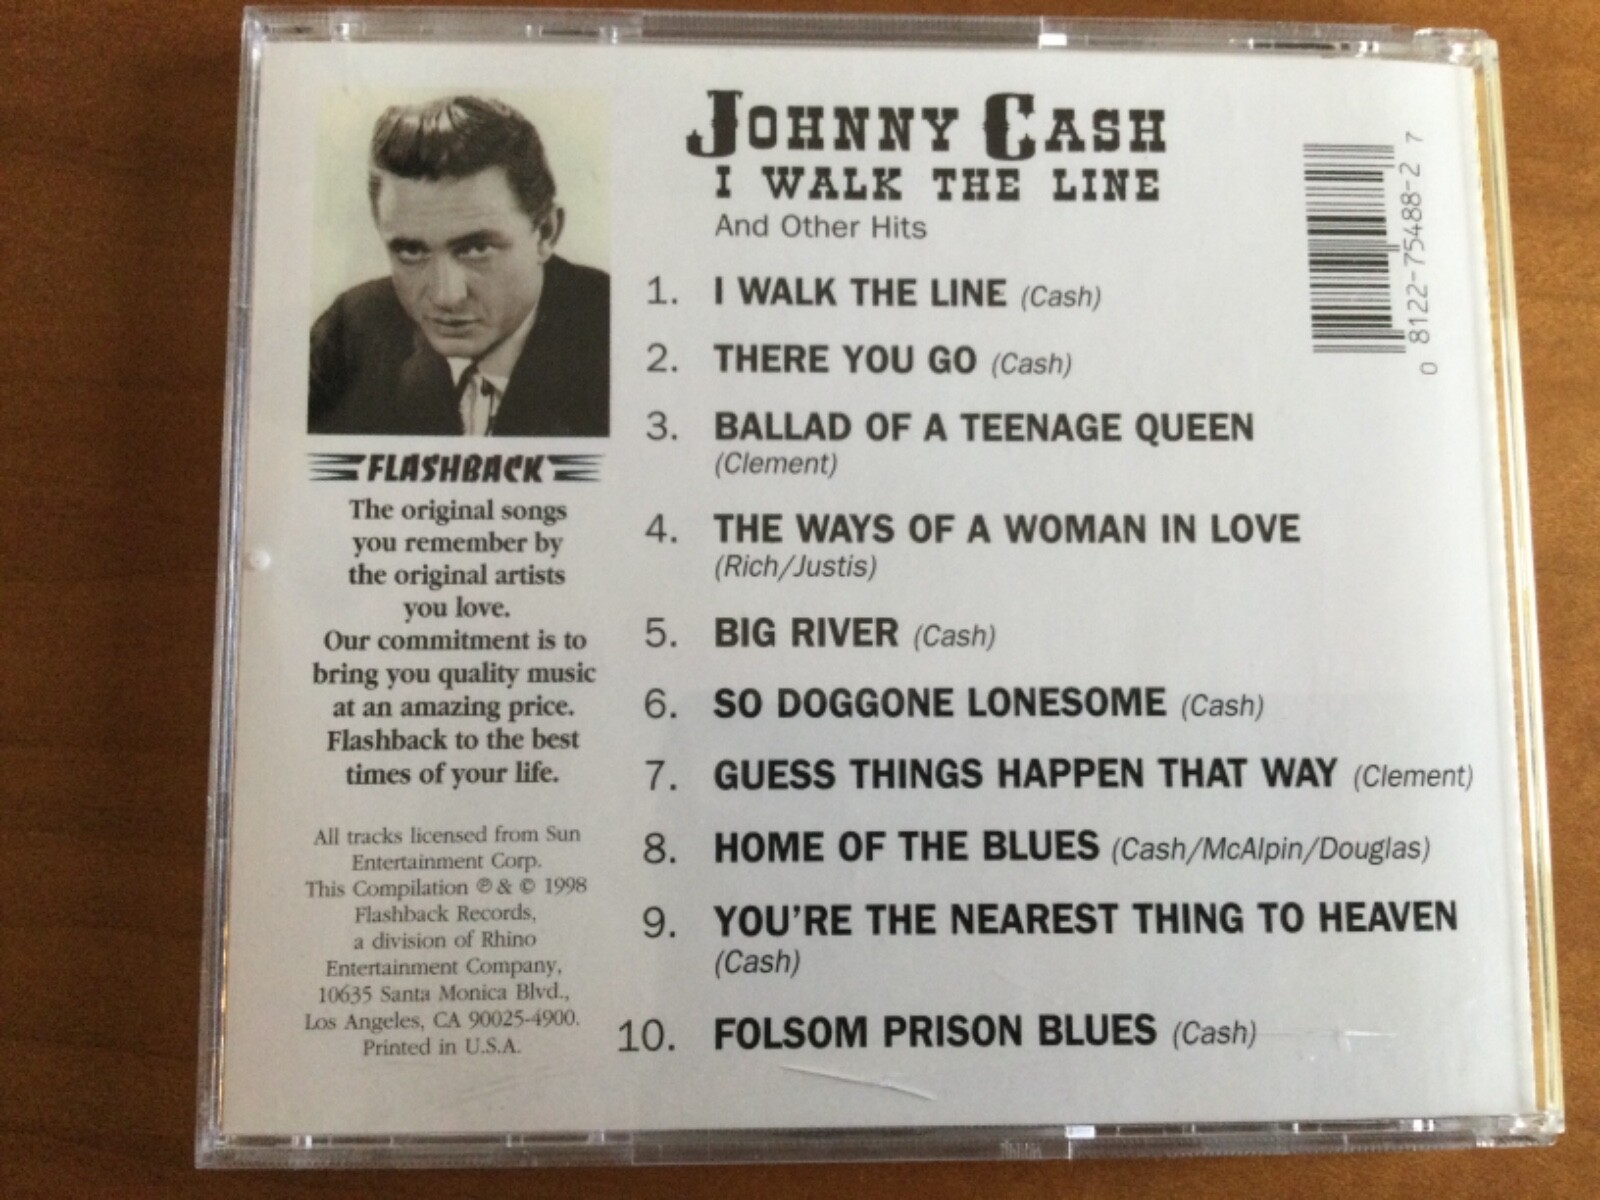 JOHNNY CASH
I WALK THE LINE
And Other Hits
1. I WALK THE LINE (Cash)
2. THERE YOU GO (Cash)
3. BALLAD OF A TEENAGE QUEEN
(Clement)
4. THE WAYS OF A WOMAN IN LOVE
(Rich/Justis)
5. BIG RIVER (Cash)
6. SO DOGGONE LONESOME (Cash)
7. GUESS THINGS HAPPEN THAT WAY (Clement)
8. HOME OF THE BLUES (Cash/McAlpin/Douglas)
9. YOU'RE THE NEAREST THING TO HEAVEN
(Cash)
10. FOLSOM PRISON BLUES (Cash)
FLASHBACK
The original songs
you remember by
the original artists
you love.
Our commitment is to
bring you quality music
at an amazing price.
Flashback to the best
times of your life.
All tracks licensed from Sun
Entertainment Corp.
This Compilation ℗ & © 1998
Flashback Records,
a division of Rhino
Entertainment Company,
10635 Santa Monica Blvd.,
Los Angeles, CA 90025-4900.
Printed in U.S.A.
0 8122-75488-2 7